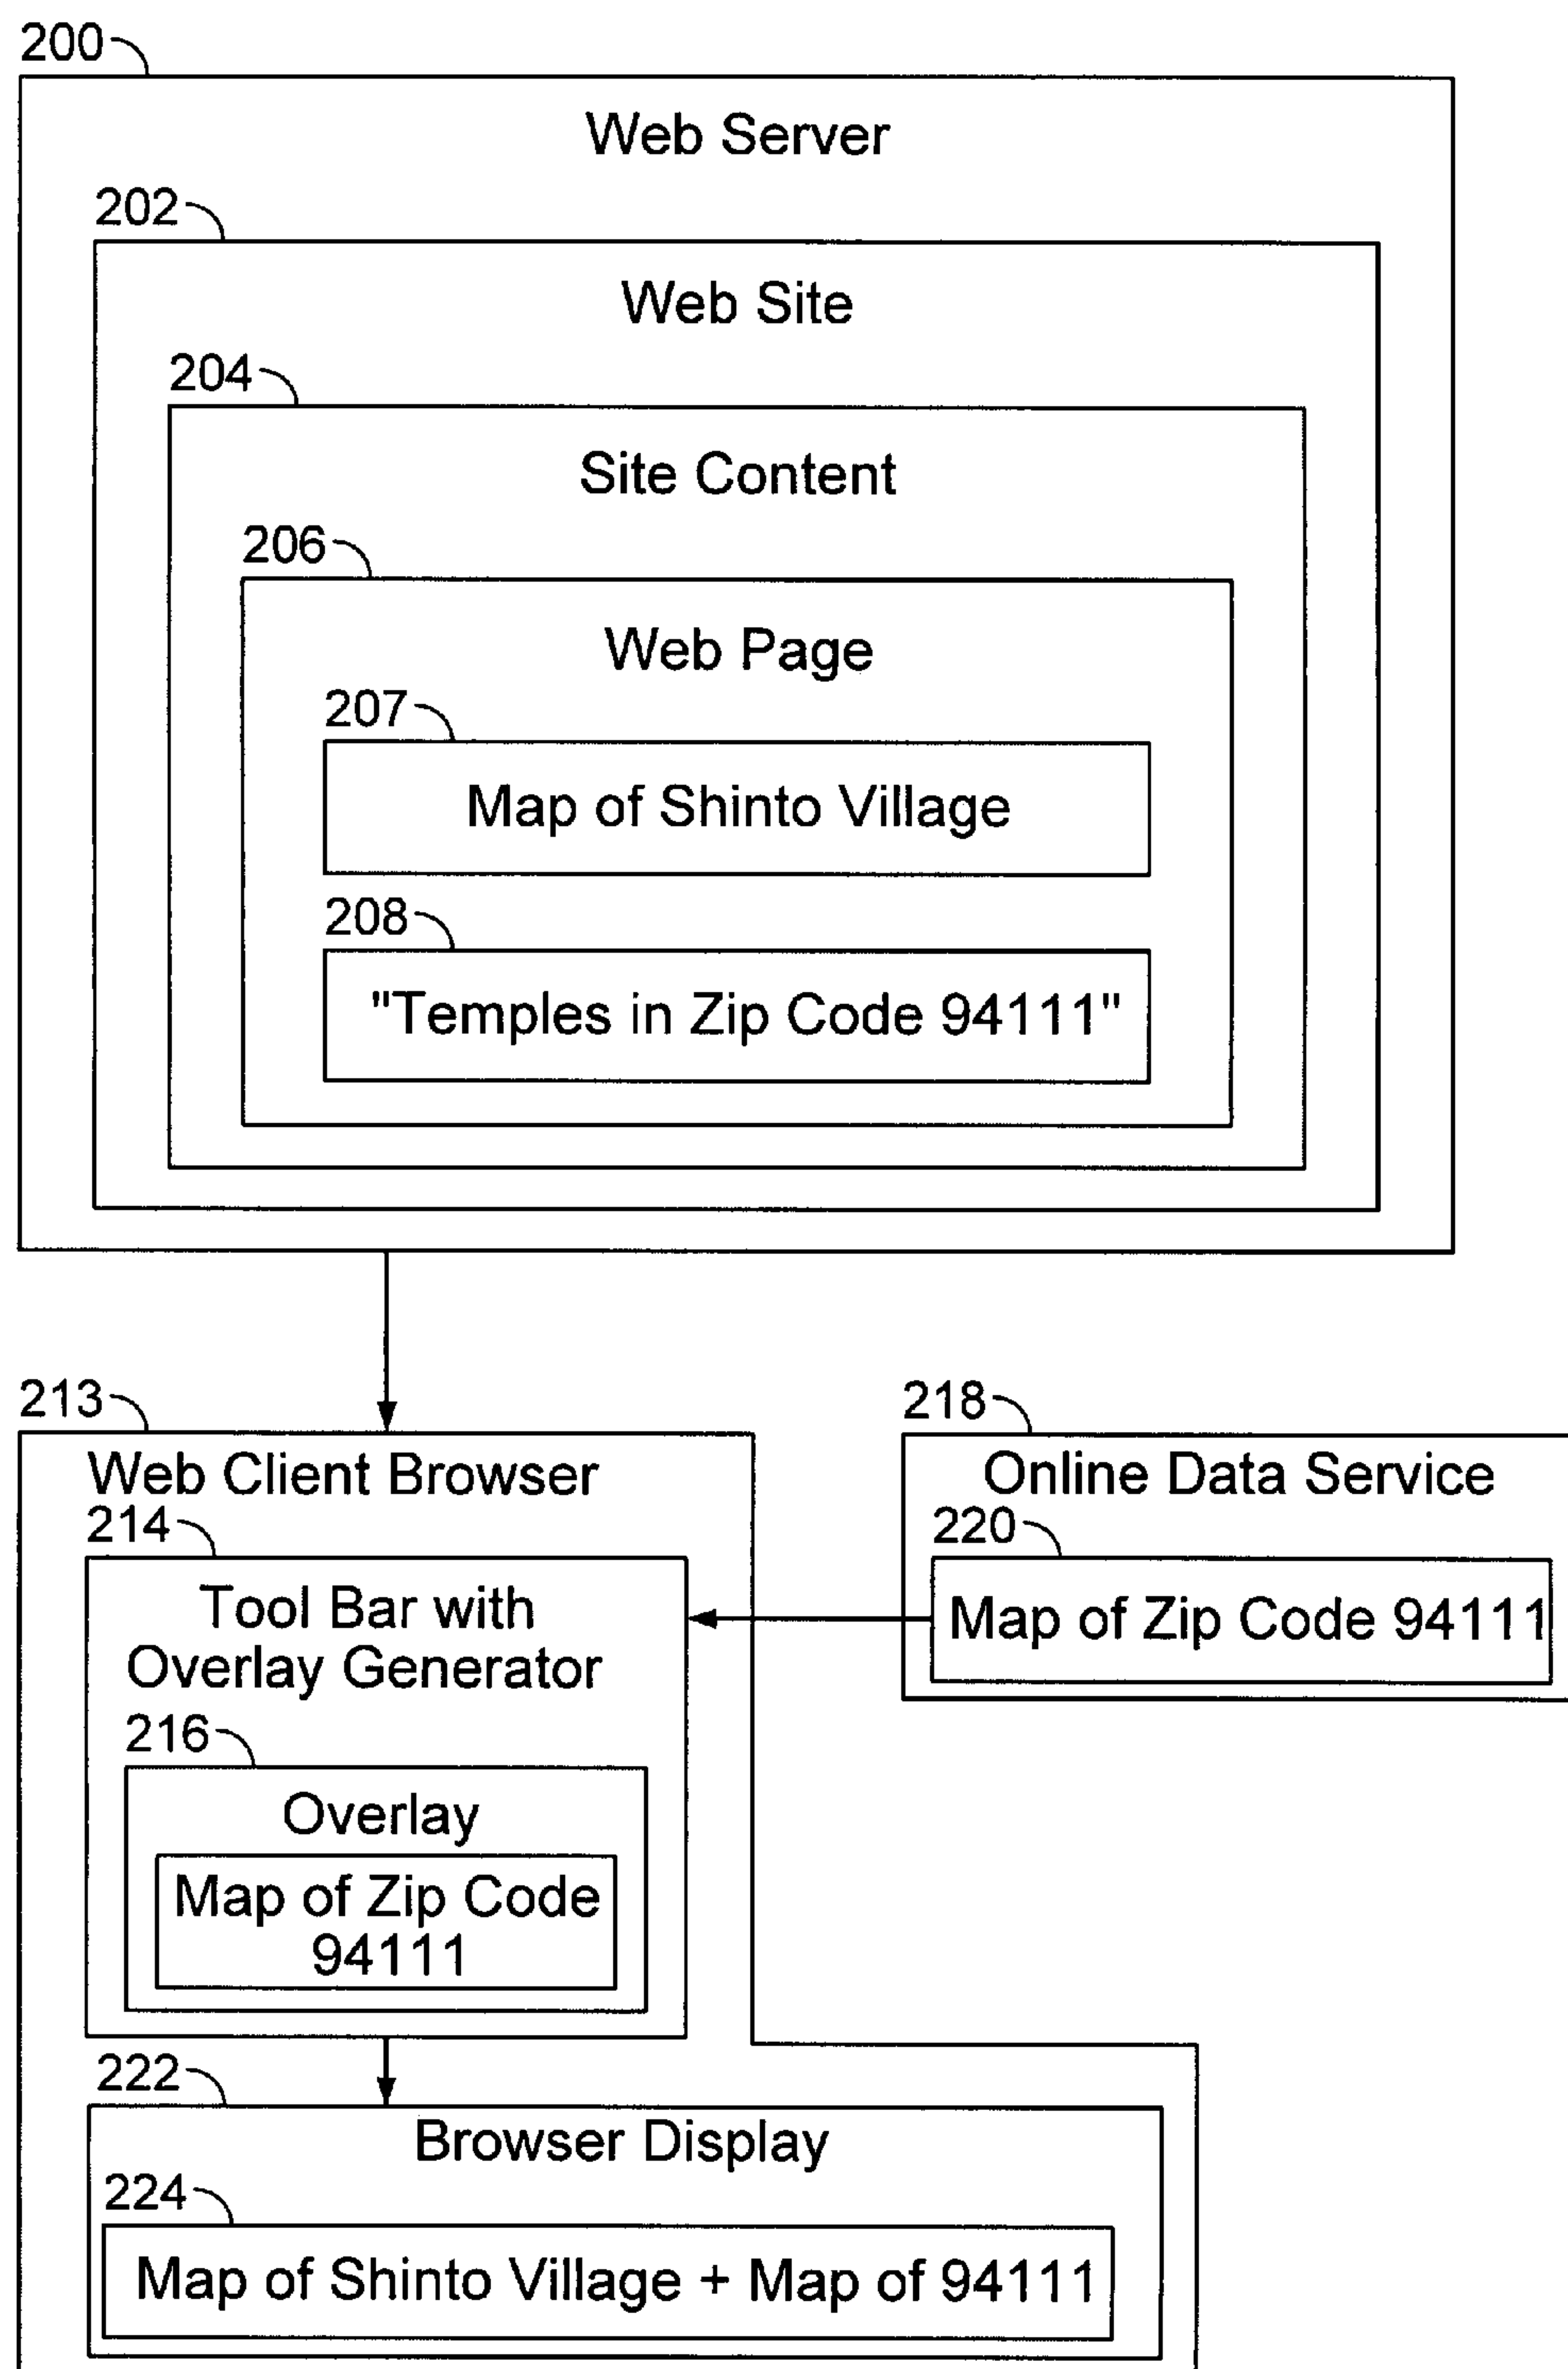 200
Web Server
202
Web Site
204
Site Content
206
Web Page
207
Map of Shinto Village
208
"Temples in Zip Code 94111"
213
Web Client Browser
214
Tool Bar with
Overlay Generator
216
Overlay
Map of Zip Code
94111
218
Online Data Service
220
Map of Zip Code 94111
222
Browser Display
224
Map of Shinto Village + Map of 94111